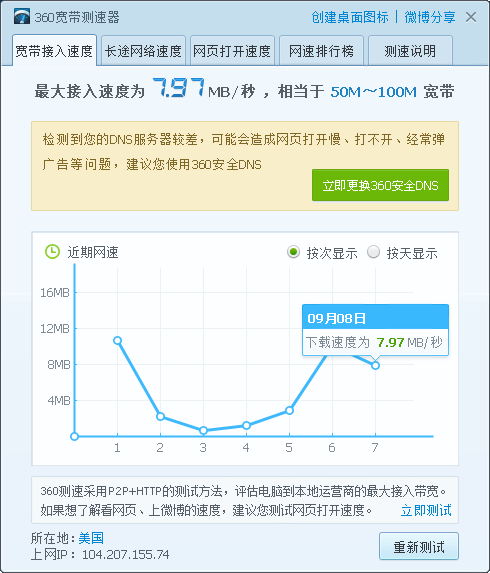 360宽带测速器
创建桌面图标 | 微博分享
宽带接入速度 长途网络速度 网页打开速度 网速排行榜 测速说明
最大接入速度为 7.97 MB/秒 ，相当于 50M～100M 宽带
检测到您的DNS服务器较差，可能会造成网页打开慢、打不开、经常弹
广告等问题，建议您使用360安全DNS
立即更换360安全DNS
近期网速
按次显示 按天显示
16MB
12MB
8MB
4MB
09月08日
下载速度为 7.97 MB/秒
1 2 3 4 5 6 7
360测速采用P2P+HTTP的测试方法，评估电脑到本地运营商的最大接入带宽。
如果想了解看网页、上微博的速度，建议您测试网页打开速度。 立即测试
所在地:美国
上网IP：104.207.155.74
重新测试